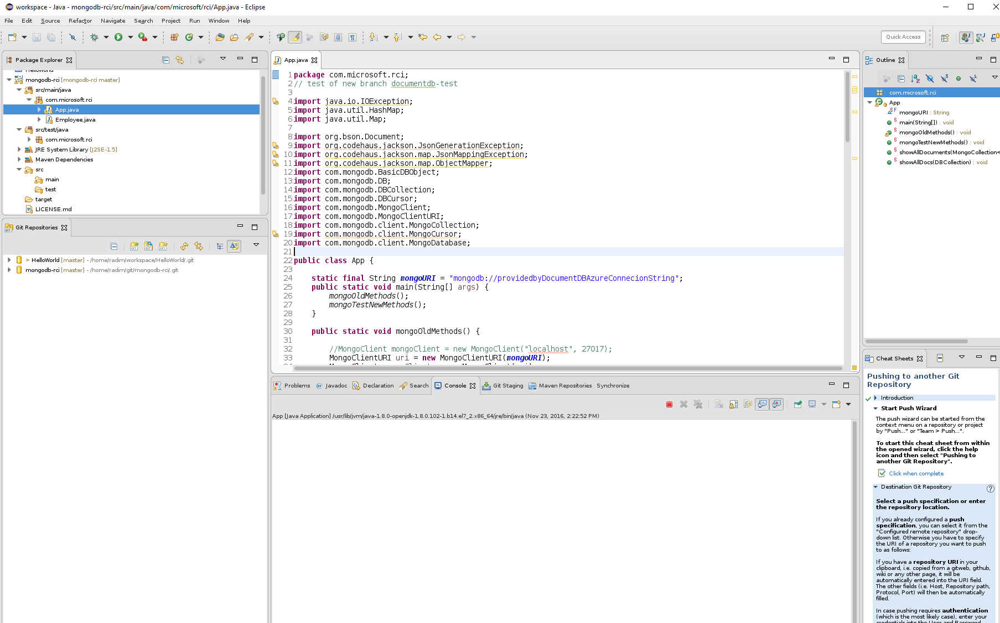 workspace - Java - mongodb-rci/src/main/java/com/microsoft/rci/App.java - Eclipse
File Edit Source Refactor Navigate Search Project Run Window Help
Quick Access
Package Explorer
HelloWorld
mongodb-rci [mongodb-rci master]
src/main/java
com.microsoft.rci
App.java
Employee.java
src/test/java
com.microsoft.rci
JRE System Library [J2SE-1.5]
Maven Dependencies
src
main
test
target
LICENSE.md
Git Repositories
> HelloWorld [master] - /home/radim/workspace/HelloWorld/.git
mongodb-rci [master] - /home/radim/git/mongodb-rci/.git
App.java
1 package com.microsoft.rci;
2 // test of new branch documentdb-test
3
4 import java.io.IOException;
5 import java.util.HashMap;
6 import java.util.Map;
7
8 import org.bson.Document;
9 import org.codehaus.jackson.JsonGenerationException;
10 import org.codehaus.jackson.map.JsonMappingException;
11 import org.codehaus.jackson.map.ObjectMapper;
12 import com.mongodb.BasicDBObject;
13 import com.mongodb.DB;
14 import com.mongodb.DBCollection;
15 import com.mongodb.DBCursor;
16 import com.mongodb.MongoClient;
17 import com.mongodb.MongoClientURI;
18 import com.mongodb.client.MongoCollection;
19 import com.mongodb.client.MongoCursor;
20 import com.mongodb.client.MongoDatabase;
21
22 public class App {
23
24 static final String mongoURI = "mongodb://providedbyDocumentDBAzureConnecionString";
25 public static void main(String[] args) {
26 mongoOldMethods();
27 mongoTestNewMethods();
28 }
29
30 public static void mongoOldMethods() {
31
32 //MongoClient mongoClient = new MongoClient("localhost", 27017);
33 MongoClientURI uri = new MongoClientURI(mongoURI);
Problems @ Javadoc Declaration Search Console Git Staging Maven Repositories Synchronize
App [Java Application] /usr/lib/jvm/java-1.8.0-openjdk-1.8.0.102-1.b14.el7_2.x86_64/jre/bin/java (Nov 23, 2016, 2:22:52 PM)
Outline
com.microsoft.rci
App
mongoURI : String
main(String[]) : void
mongoOldMethods() : void
mongoTestNewMethods() : void
showAllDocuments(MongoCollection<
showAllDocs(DBCollection) : void
Cheat Sheets
Pushing to another Git
Repository
Introduction
Start Push Wizard
The push wizard can be started from the
context menu on a repository or project
by "Push..." or "Team > Push...".
To start this cheat sheet from within
the opened wizard, click the help
icon and then select "Pushing to
another Git Repository".
Click when complete
Destination Git Repository
Select a push specification or enter
the repository location.
If you already configured a push
specification, you can select it from the
"Configured remote repository" drop-
down list. Otherwise you have to specify
the URI of a repository you want to push
to as follows:
If you have a repository URI in your
clipboard, i.e. copied from a gitweb, github,
wiki or any other page, it will be
automatically entered into the URI field.
The other fields (i.e. Host, Repository path,
Protocol, Port) will then be automatically
filled.
In case pushing requires authentication
(which is the most likely case), enter your
credentials into the User and Password